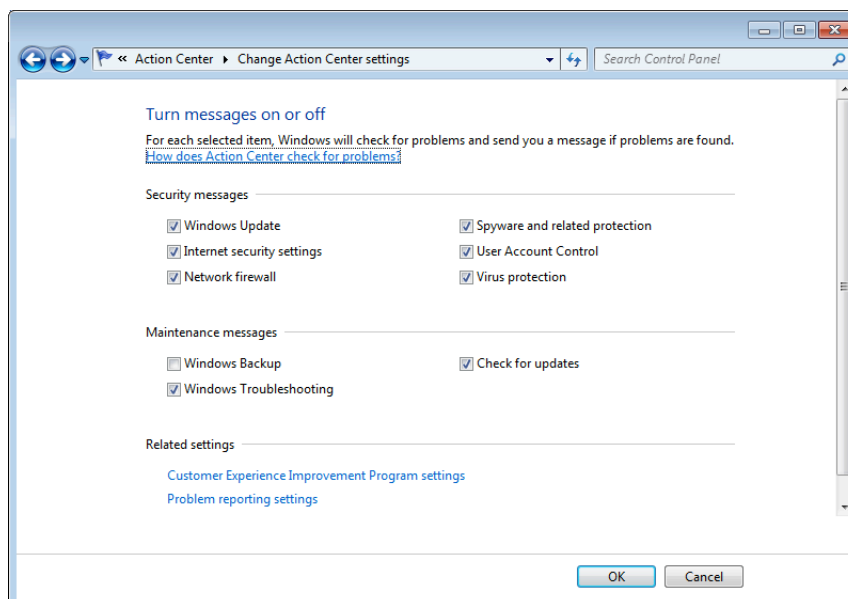 « Action Center ▸ Change Action Center settings
Search Control Panel
Turn messages on or off
For each selected item, Windows will check for problems and send you a message if problems are found.
How does Action Center check for problems?
Security messages
Windows Update
Spyware and related protection
Internet security settings
User Account Control
Network firewall
Virus protection
Maintenance messages
Windows Backup
Check for updates
Windows Troubleshooting
Related settings
Customer Experience Improvement Program settings
Problem reporting settings
OK
Cancel